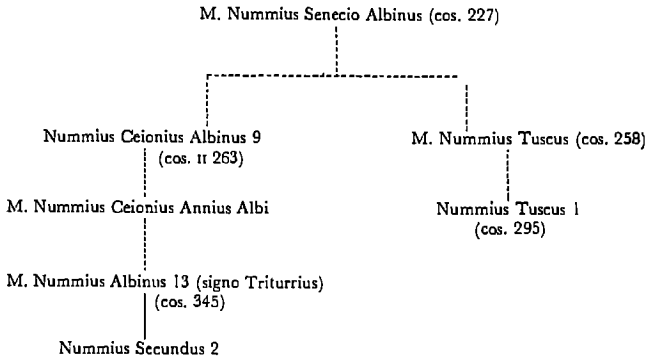 M. Nummius Senecio Albinus (cos. 227)
Nummius Ceionius Albinus 9
(cos. II 263)
M. Nummius Tuscus (cos. 258)
M. Nummius Ceionius Annius Albi
Nummius Tuscus 1
(cos. 295)
M. Nummius Albinus 13 (signo Triturrius)
(cos. 345)
Nummius Secundus 2